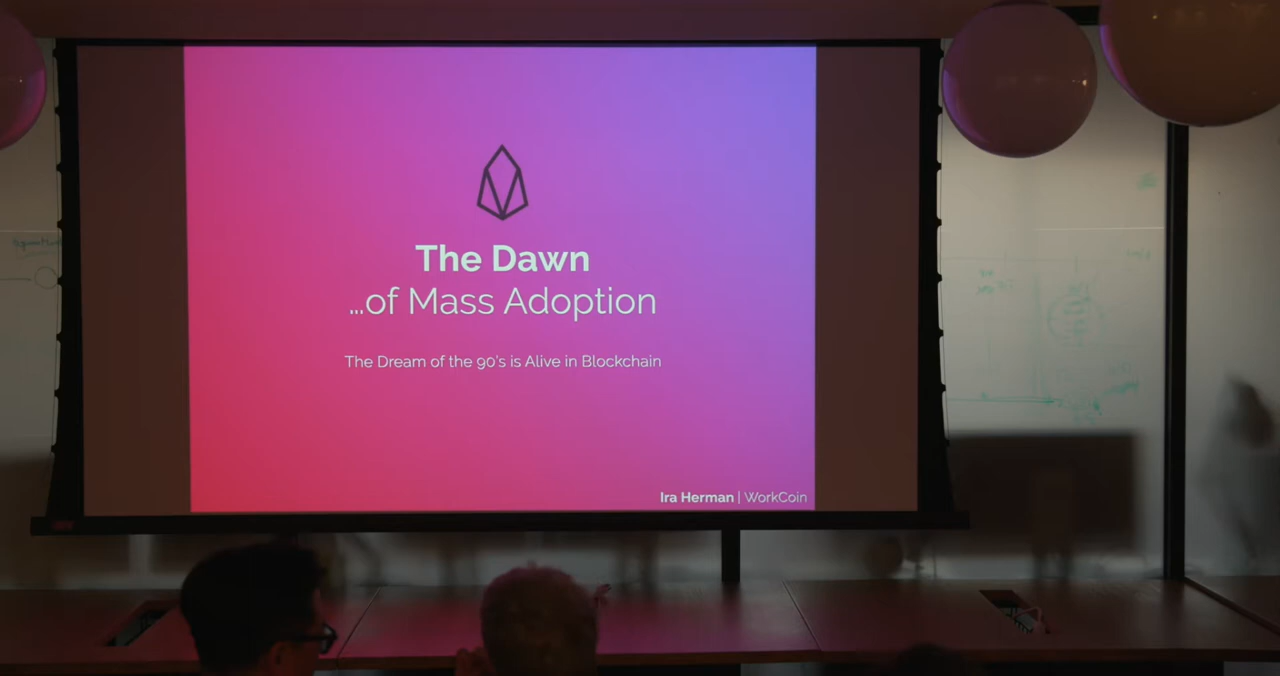 The Dawn
...of Mass Adoption
The Dream of the 90's is Alive in Blockchain
Ira Herman | WorkCoin